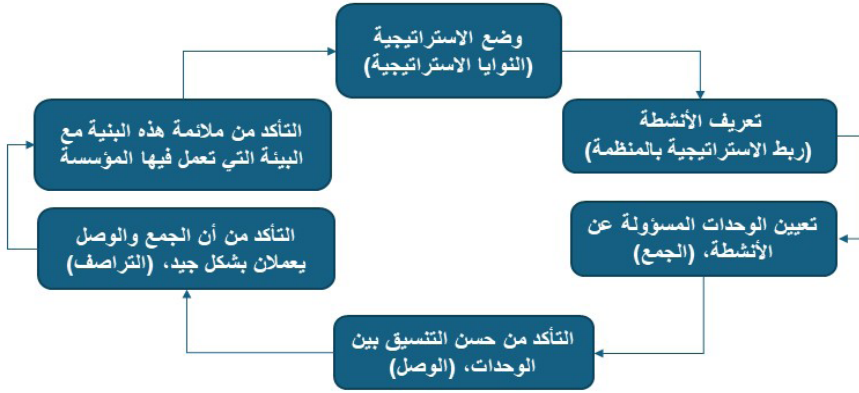 وضع الاستراتيجية
(النوايا الاستراتيجية)
تعريف الأنشطة
(ربط الاستراتيجية بالمنظمة)
تعيين الوحدات المسؤولة عن
الأنشطة، (الجمع)
التأكد من حسن التنسيق بين
الوحدات، (الوصل)
التأكد من أن الجمع والوصل
يعملان بشكل جيد، (التراصف)
التأكد من ملائمة هذه البنية مع
البيئة التي تعمل فيها المؤسسة